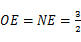 OE = NE = 3/2